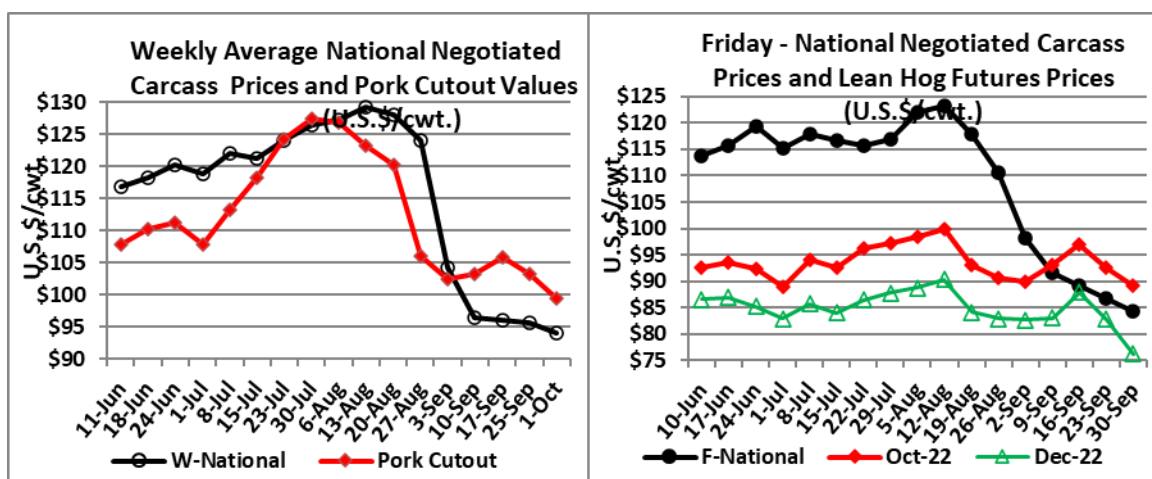 Weekly Average National Negotiated
Carcass Prices and Pork Cutout Values
(U.S.$/cwt.)
U.S.$/cwt.
$130
$125
$120
$115
$110
$105
$100
$95
$90
11-Jun
18-Jun
24-Jun
1-Jul
8-Jul
15-Jul
23-Jul
30-Jul
6-Aug
13-Aug
20-Aug
27-Aug
3-Sep
10-Sep
17-Sep
25-Sep
1-Oct
W-National
Pork Cutout
Friday - National Negotiated Carcass
Prices and Lean Hog Futures Prices
(U.S.$/cwt.)
U.S.$/cwt.
$125
$120
$115
$110
$105
$100
$95
$90
$85
$80
$75
10-Jun
17-Jun
24-Jun
1-Jul
8-Jul
15-Jul
22-Jul
29-Jul
5-Aug
12-Aug
19-Aug
26-Aug
2-Sep
9-Sep
16-Sep
23-Sep
30-Sep
F-National
Oct-22
Dec-22